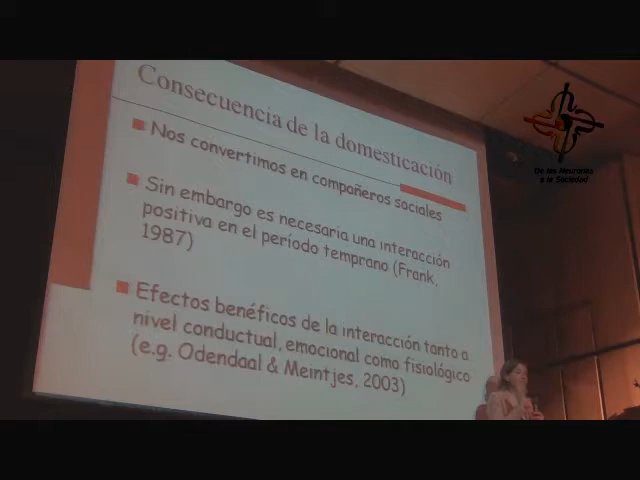 Consecuencia de la domesticación
Nos convertimos en compañeros sociales
Sin embargo es necesaria una interacción
positiva en el período temprano (Frank,
1987)
Efectos benéficos de la interacción tanto a
nivel conductual, emocional como fisiológico
(e.g. Odendaal & Meintjes, 2003)
De las Neuronas
a la Sociedad